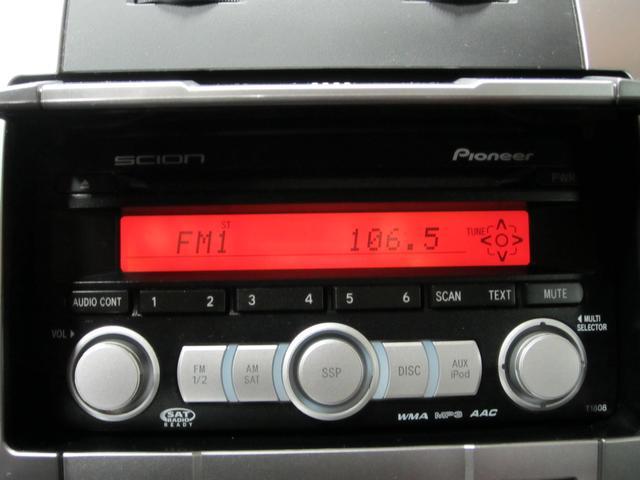 SCION Pioneer
PWR
ST
FM1 106.5 TUNE
AUDIO CONT 1 2 3 4 5 6 SCAN TEXT MUTE
VOL MULTI
SELECTOR
FM AM SSP DISC AUX
1/2 SAT iPod
SAT
RADIO
READY
WMA MP3 AAC
T1808